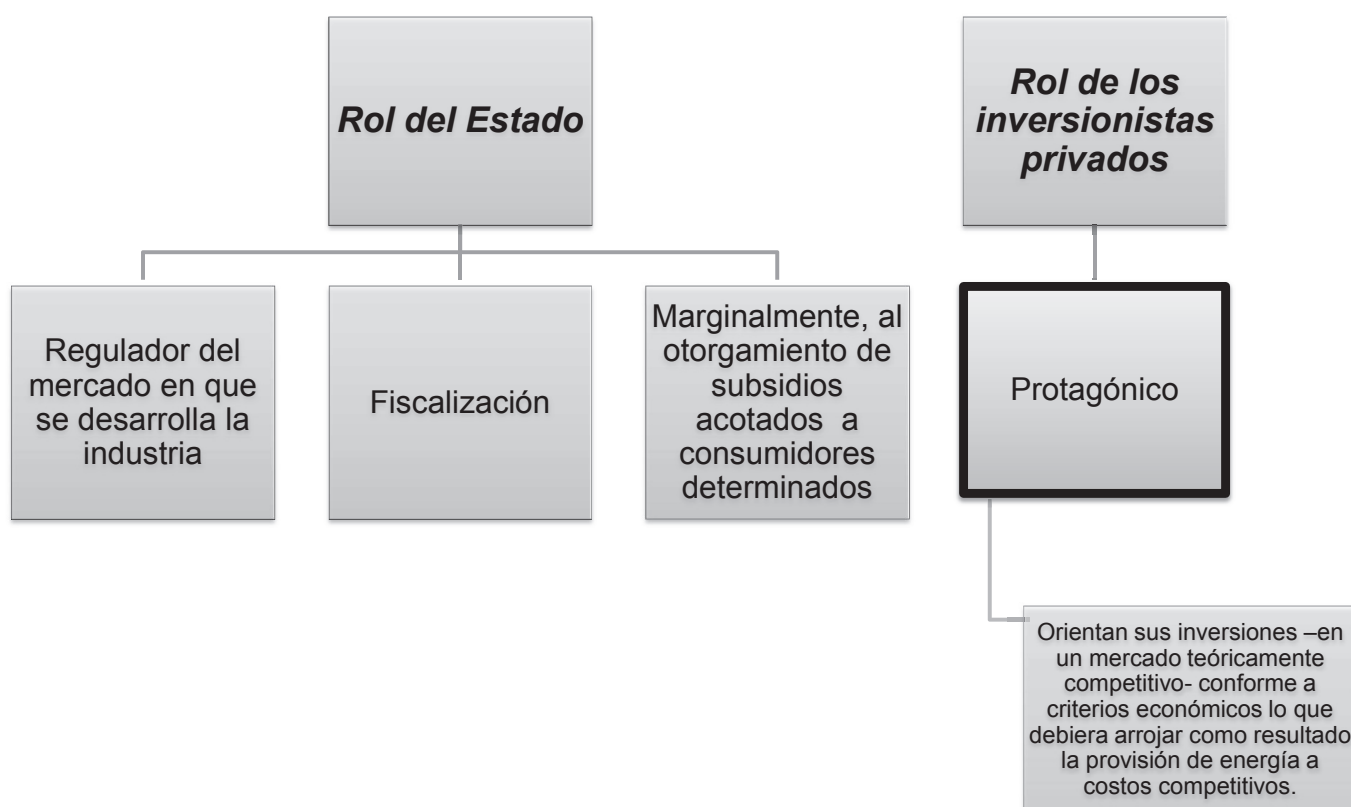 Rol del Estado
Regulador del
mercado en que
se desarrolla la
industria
Fiscalización
Marginalmente, al
otorgamiento de
subsidios
acotados a
consumidores
determinados
Rol de los
inversionistas
privados
Protagónico
Orientan sus inversiones –en
un mercado teóricamente
competitivo- conforme a
criterios económicos lo que
debiera arrojar como resultado
la provisión de energía a
costos competitivos.